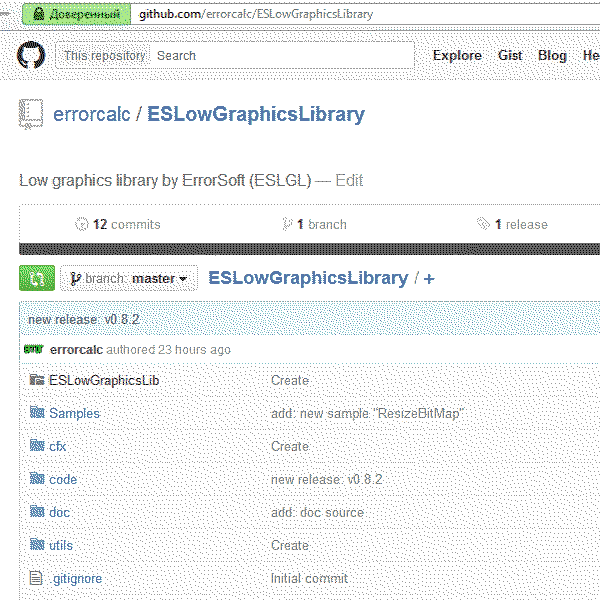 Доверенный github.com/errorcalc/ESLowGraphicsLibrary
This repository Search Explore Gist Blog He
errorcalc / ESLowGraphicsLibrary
Low graphics library by ErrorSoft (ESLGL) — Edit
12 commits 1 branch 1 release
branch: master ESLowGraphicsLibrary / +
new release: v0.8.2
errorcalc authored 23 hours ago
ESLowGraphicsLib Create
Samples add: new sample "ResizeBitMap"
cfx Create
code new release: v0.8.2
doc add: doc source
utils Create
.gitignore Initial commit